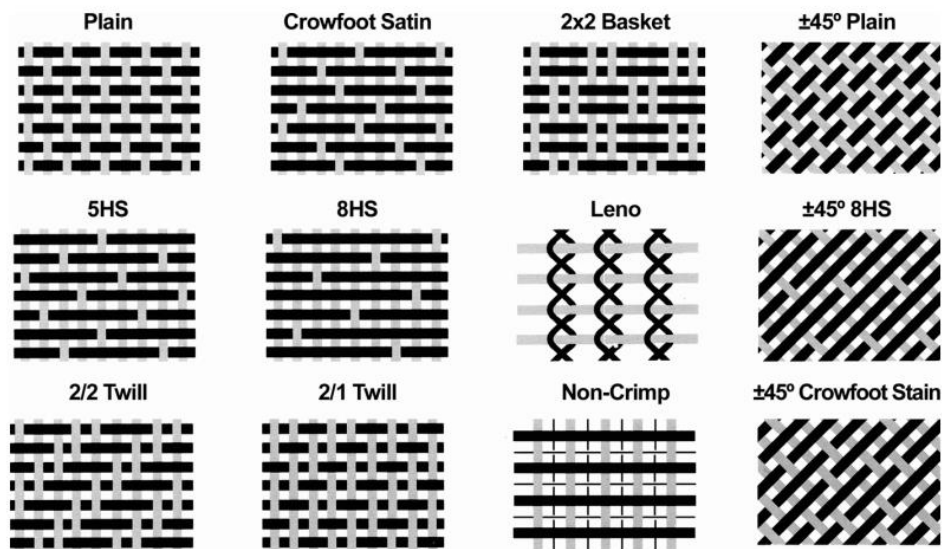 Plain
Crowfoot Satin
2x2 Basket
±45º Plain
5HS
8HS
Leno
±45º 8HS
2/2 Twill
2/1 Twill
Non-Crimp
±45º Crowfoot Stain